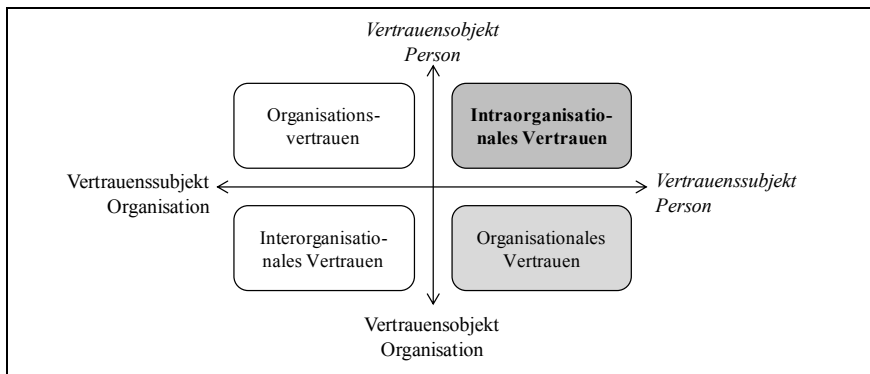 Vertrauensobjekt
Person
Organisations-
vertrauen
Intraorganisatio-
nales Vertrauen
Vertrauenssubjekt
Organisation
Vertrauenssubjekt
Person
Interorganisatio-
nales Vertrauen
Organisationales
Vertrauen
Vertrauensobjekt
Organisation